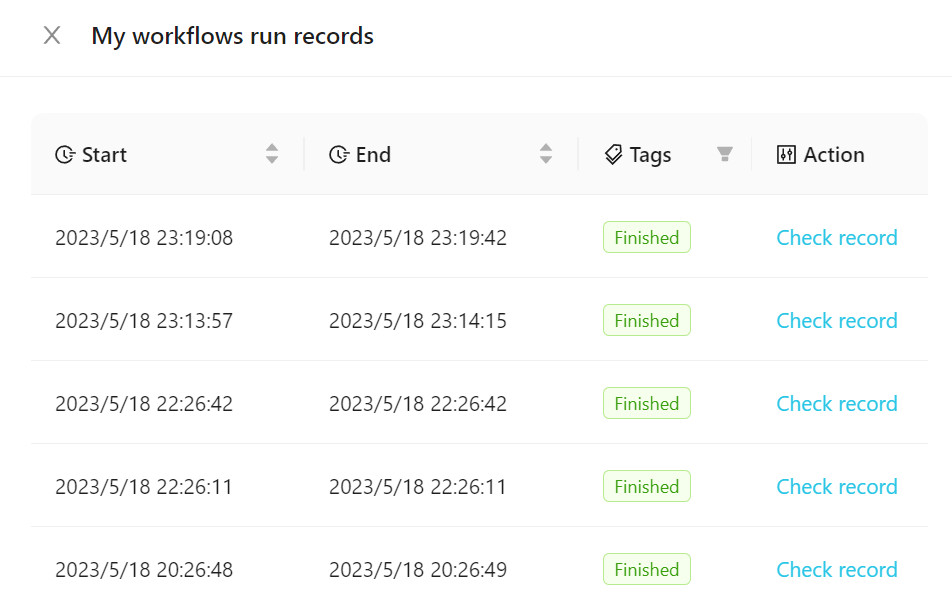 My workflows run records
Start End Tags Action
2023/5/18 23:19:08 2023/5/18 23:19:42 Finished Check record
2023/5/18 23:13:57 2023/5/18 23:14:15 Finished Check record
2023/5/18 22:26:42 2023/5/18 22:26:42 Finished Check record
2023/5/18 22:26:11 2023/5/18 22:26:11 Finished Check record
2023/5/18 20:26:48 2023/5/18 20:26:49 Finished Check record